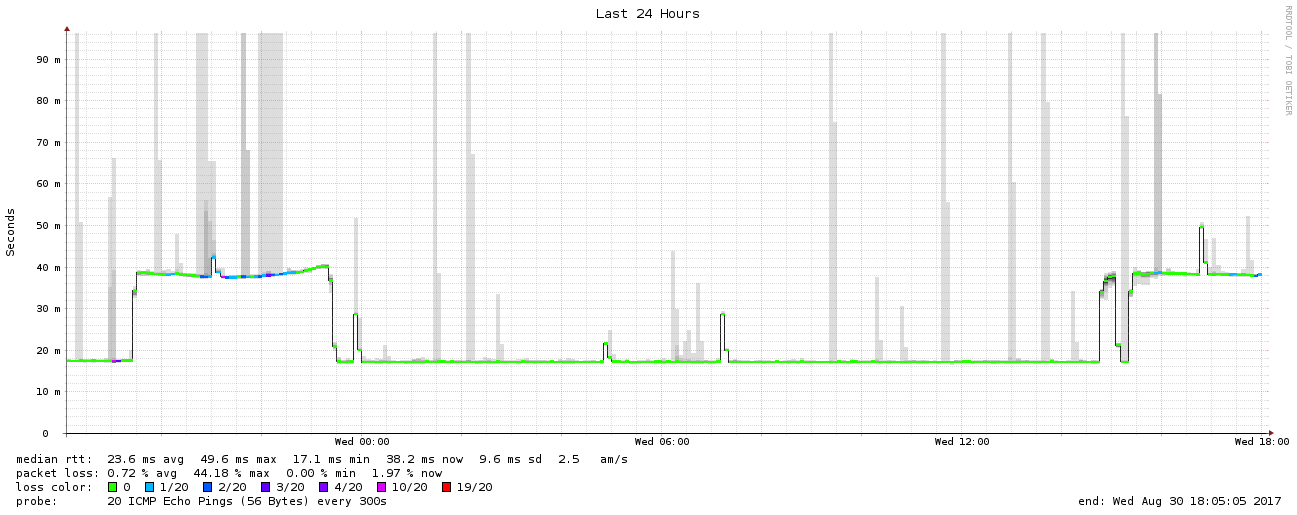 Last 24 Hours
RRDTOOL / TOBI OETIKER
Seconds
90 m
80 m
70 m
60 m
50 m
40 m
30 m
20 m
10 m
0
Wed 00:00 Wed 06:00 Wed 12:00 Wed 18:00
median rtt: 23.6 ms avg 49.6 ms max 17.1 ms min 38.2 ms now 9.6 ms sd 2.5 am/s
packet loss: 0.72 % avg 44.18 % max 0.00 % min 1.97 % now
loss color: 0 1/20 2/20 3/20 4/20 10/20 19/20
probe: 20 ICMP Echo Pings (56 Bytes) every 300s end: Wed Aug 30 18:05:05 2017